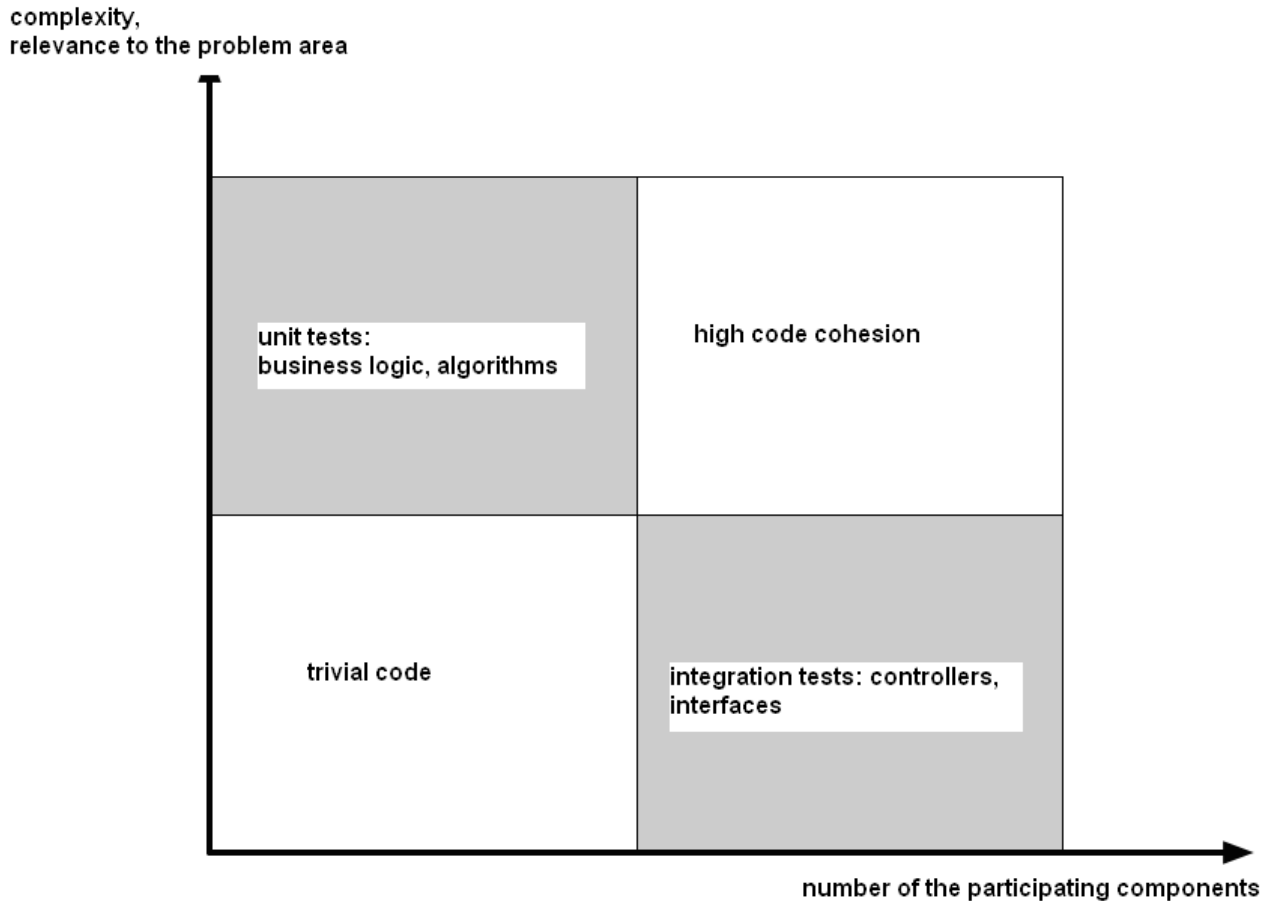 complexity,
relevance to the problem area
unit tests:
business logic, algorithms
high code cohesion
trivial code
integration tests: controllers,
interfaces
number of the participating components